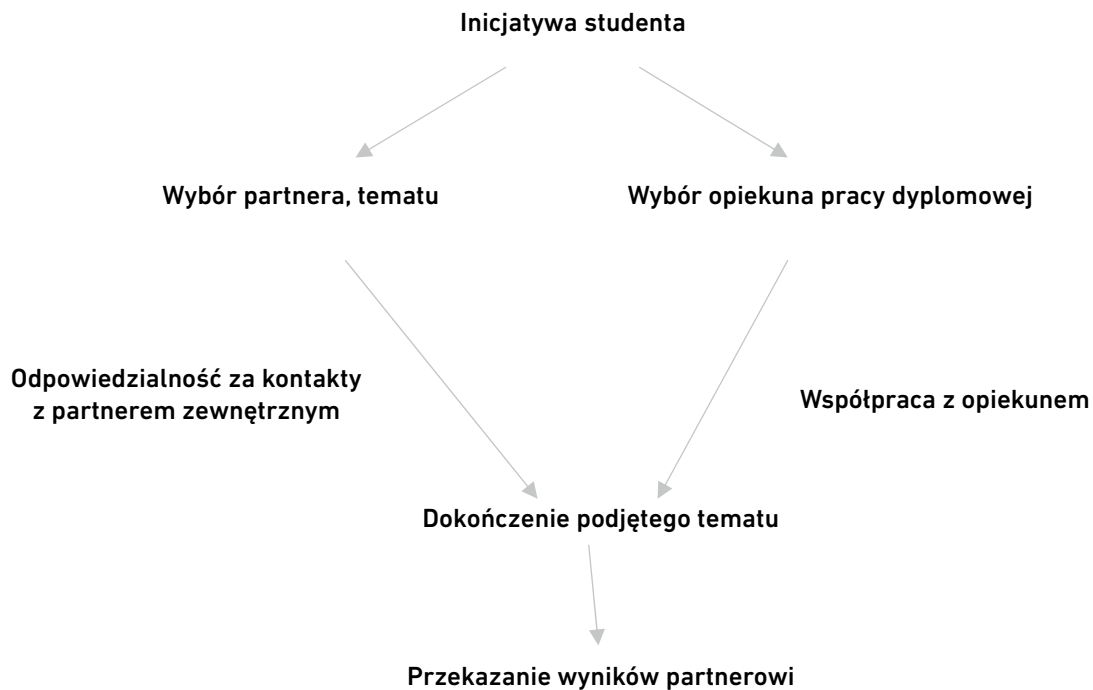 Inicjatywa studenta
Wybór partnera, tematu
Wybór opiekuna pracy dyplomowej
Odpowiedzialność za kontakty
z partnerem zewnętrznym
Współpraca z opiekunem
Dokończenie podjętego tematu
Przekazanie wyników partnerowi